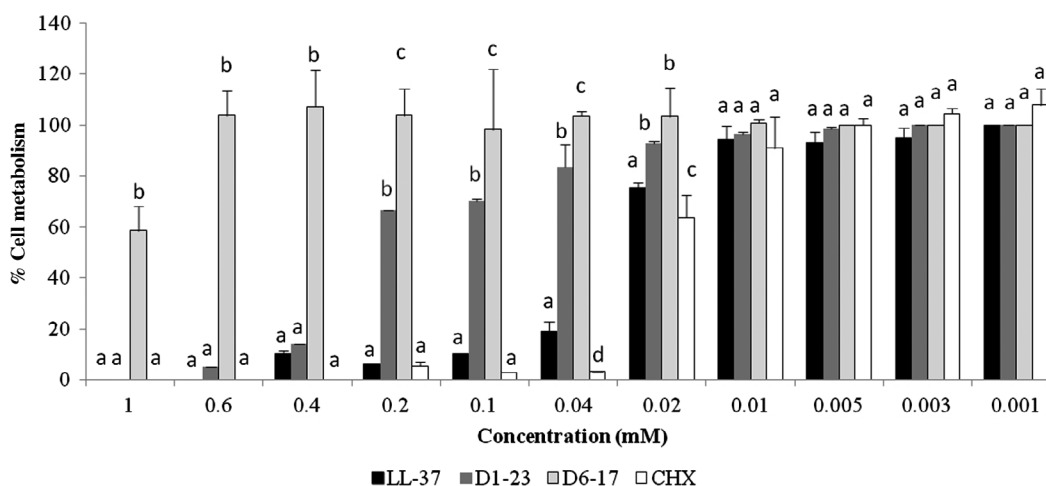 140
120
100
80
60
40
20
0
% Cell metabolism
a a b a
a a b a
a a b a
a b c a
a b c a
a b c d
a b b c
a a a a
a a a a
a a a a
a a a a
1 0.6 0.4 0.2 0.1 0.04 0.02 0.01 0.005 0.003 0.001
Concentration (mM)
LL-37 D1-23 D6-17 CHX